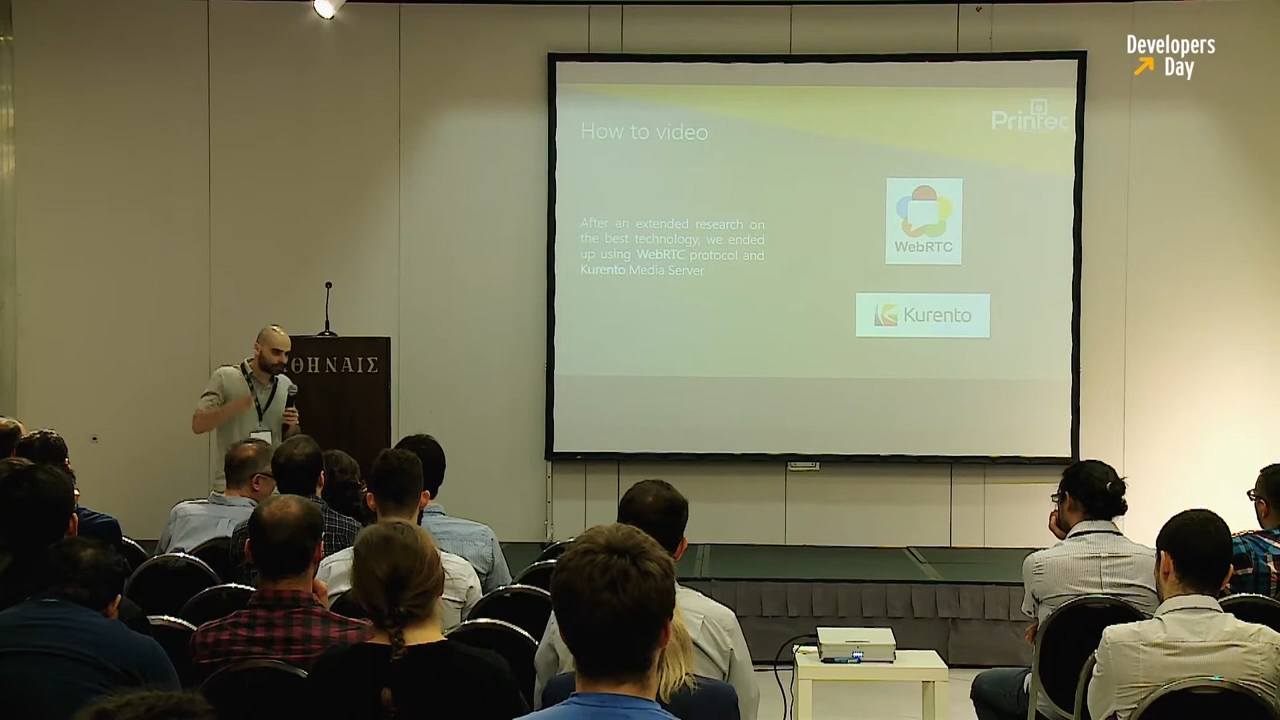 Developers
Day
Printec
How to video
After an extended research on
the best technology, we ended
up using WebRTC protocol and
Kurento Media Server
WebRTC
Kurento
ΘΗΝΑΙΣ